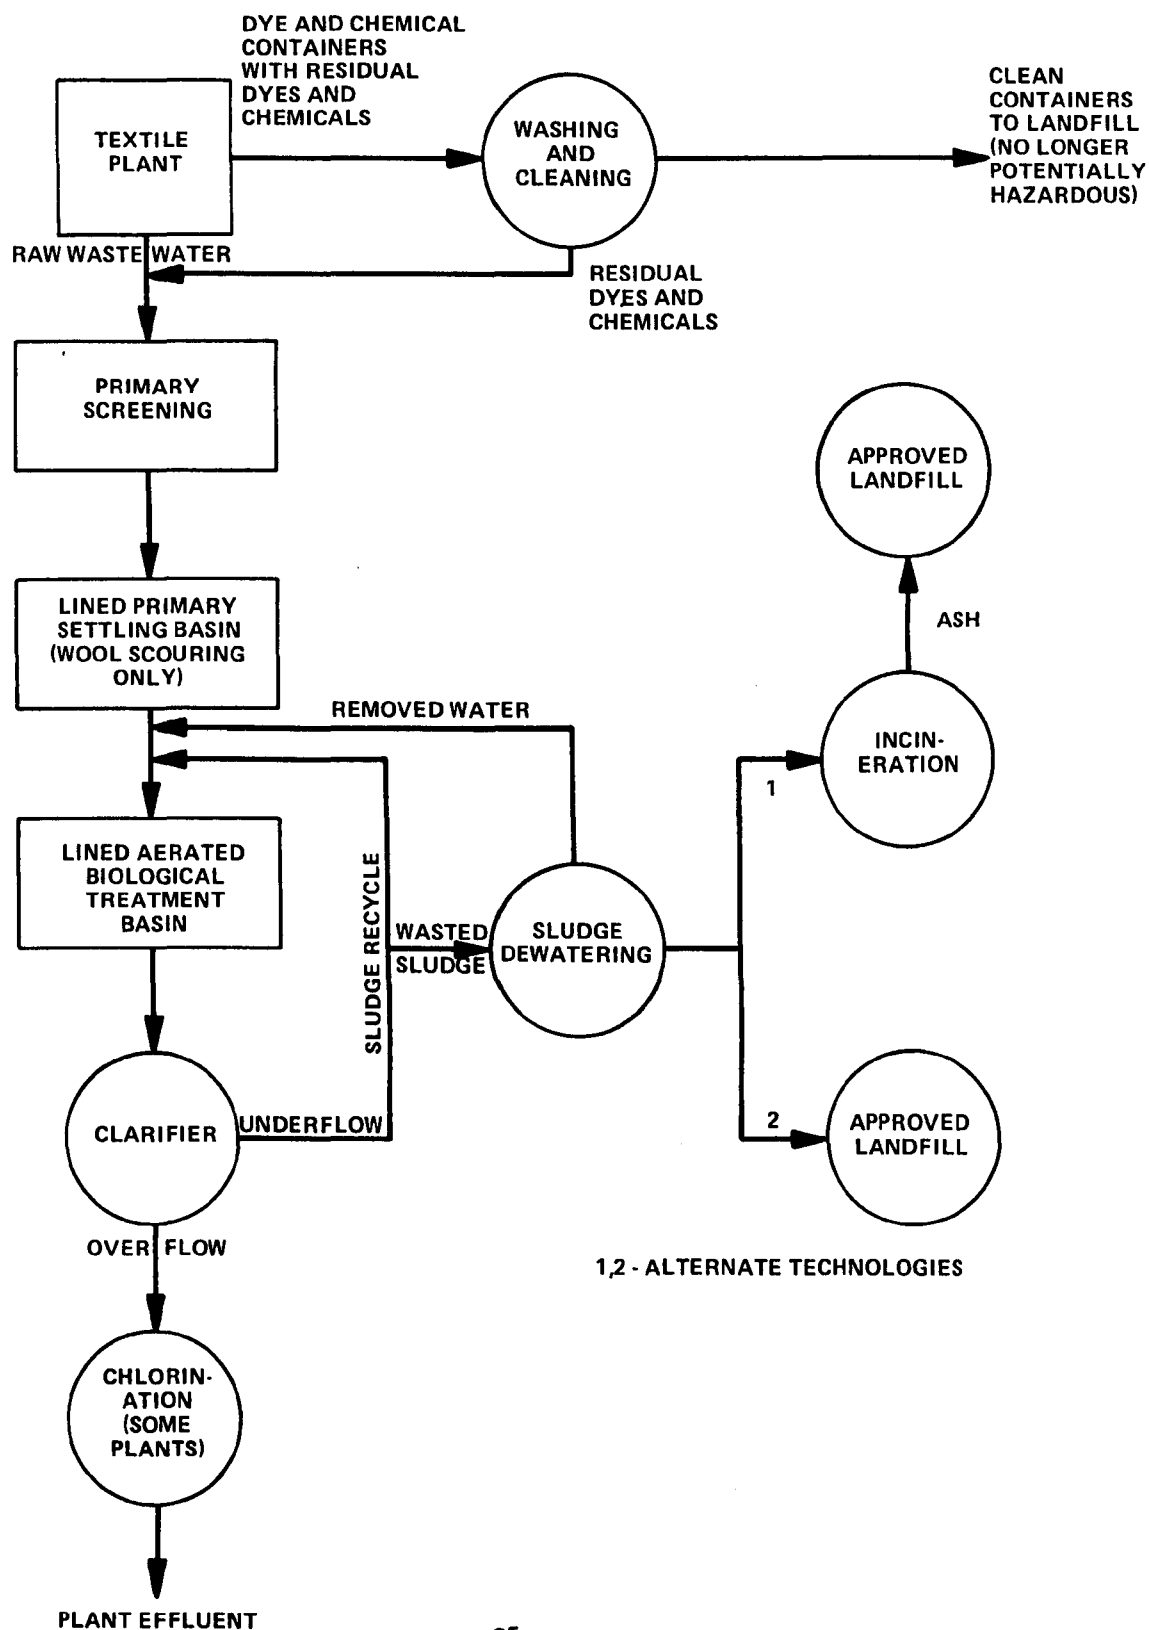 DYE AND CHEMICAL
CONTAINERS
WITH RESIDUAL
DYES AND
CHEMICALS
TEXTILE
PLANT
WASHING
AND
CLEANING
CLEAN
CONTAINERS
TO LANDFILL
(NO LONGER
POTENTIALLY
HAZARDOUS)
RAW WASTE WATER
RESIDUAL
DYES AND
CHEMICALS
PRIMARY
SCREENING
APPROVED
LANDFILL
LINED PRIMARY
SETTLING BASIN
(WOOL SCOURING
ONLY)
ASH
REMOVED WATER
INCIN-
ERATION
1
LINED AERATED
BIOLOGICAL
TREATMENT
BASIN
SLUDGE RECYCLE
WASTED
SLUDGE
SLUDGE
DEWATERING
CLARIFIER
UNDERFLOW
2
APPROVED
LANDFILL
OVER FLOW
1,2 - ALTERNATE TECHNOLOGIES
CHLORIN-
ATION
(SOME
PLANTS)
PLANT EFFLUENT